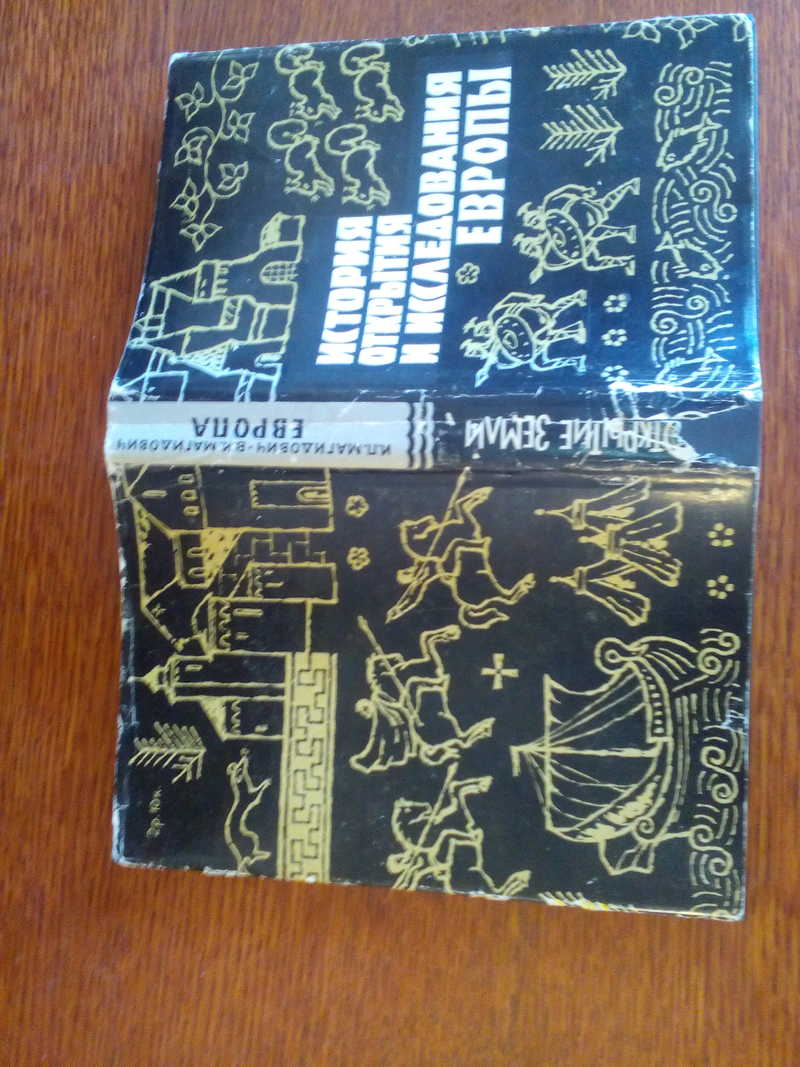 ИСТОРИЯ
ОТКРЫТИЯ
И ИССЛЕДОВАНИЯ
ЕВРОПЫ
И.П.МАГИДОВИЧ·В.И.МАГИДОВИЧ
ЕВРОПА
ОТКРЫТИЕ ЗЕМЛИ